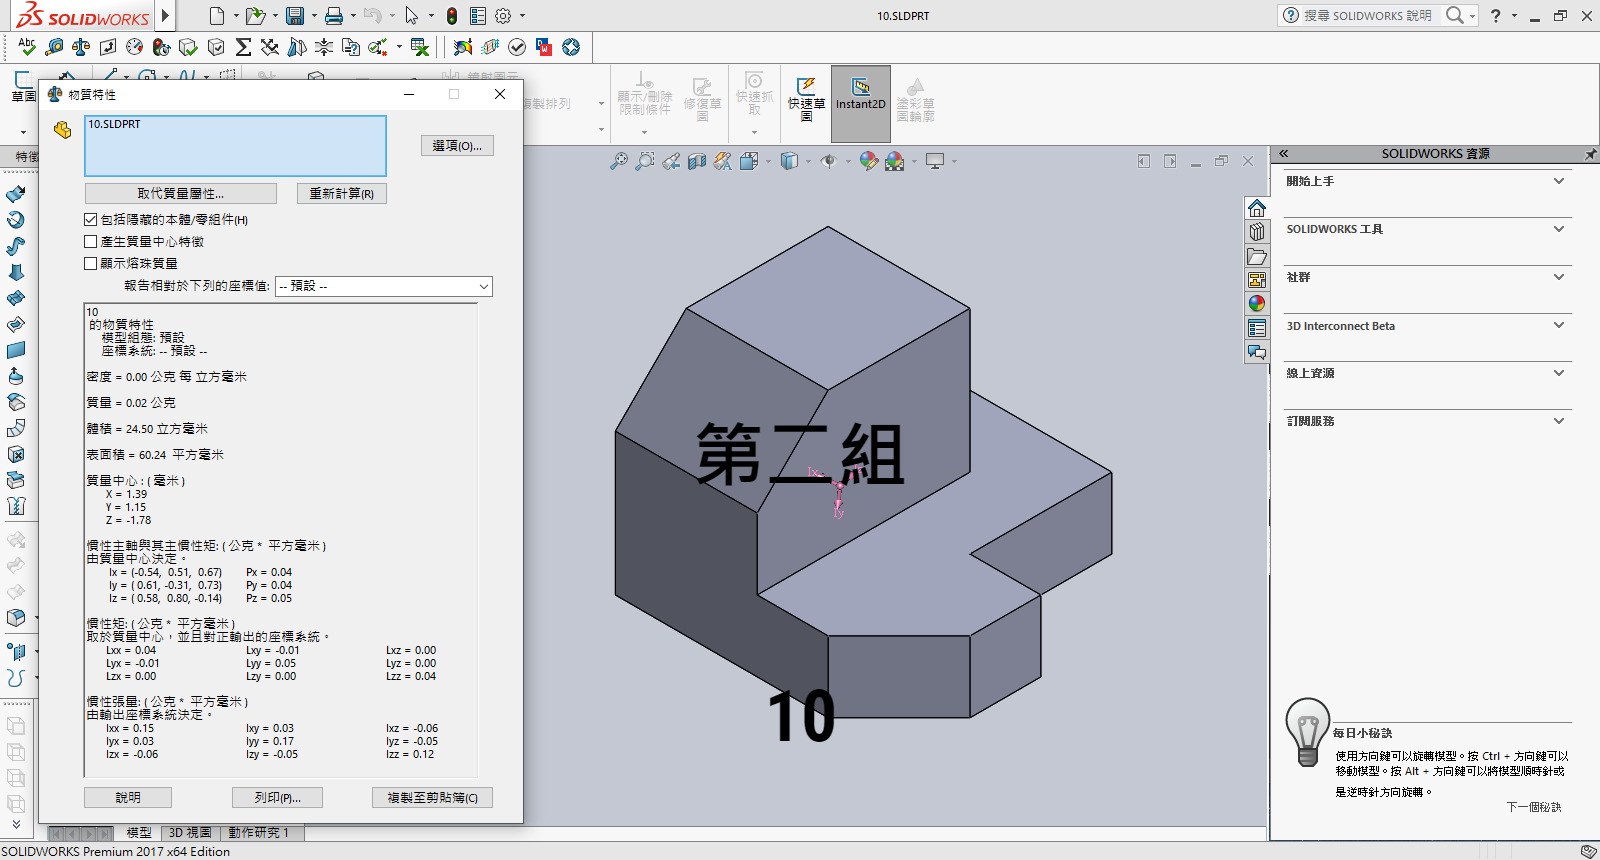 SOLIDWORKS
10.SLDPRT
搜尋 SOLIDWORKS 說明
草圖
鏡射圖元
複製排列
顯示/刪除
限制條件
修復草
圖
快速抓
取
快速草
圖
Instant2D
塗彩草
圖輪廓
特徵
物質特性
10.SLDPRT
選項(O)...
取代質量屬性...
重新計算(R)
包括隱藏的本體/零組件(H)
產生質量中心特徵
顯示熔珠質量
報告相對於下列的座標值:
-- 預設 --
10
的物質特性
模型組態: 預設
座標系統: -- 預設 --
密度 = 0.00 公克 每 立方毫米
質量 = 0.02 公克
體積 = 24.50 立方毫米
表面積 = 60.24 平方毫米
質量中心 : ( 毫米 )
X = 1.39
Y = 1.15
Z = -1.78
慣性主軸與其主慣性矩: ( 公克 * 平方毫米 )
由質量中心決定。
Ix = (-0.54, 0.51, 0.67) Px = 0.04
Iy = ( 0.61, -0.31, 0.73) Py = 0.04
Iz = ( 0.58, 0.80, -0.14) Pz = 0.05
慣性矩: ( 公克 * 平方毫米 )
取於質量中心，並且對正輸出的座標系統。
Lxx = 0.04 Lxy = -0.01 Lxz = 0.00
Lyx = -0.01 Lyy = 0.05 Lyz = 0.00
Lzx = 0.00 Lzy = 0.00 Lzz = 0.04
慣性張量: ( 公克 * 平方毫米 )
由輸出座標系統決定。
Ixx = 0.15 Ixy = 0.03 Ixz = -0.06
Iyx = 0.03 Iyy = 0.17 Iyz = -0.05
Izx = -0.06 Izy = -0.05 Izz = 0.12
說明
列印(P)...
複製至剪貼簿(C)
第二組
Ix
Iy
10
SOLIDWORKS 資源
開始上手
SOLIDWORKS 工具
社群
3D Interconnect Beta
線上資源
訂閱服務
每日小秘訣
使用方向鍵可以旋轉模型。按 Ctrl + 方向鍵可以
移動模型。按 Alt + 方向鍵可以將模型順時針或
是逆時針方向旋轉。
下一個秘訣
模型
3D 視圖
動作研究 1
SOLIDWORKS Premium 2017 x64 Edition